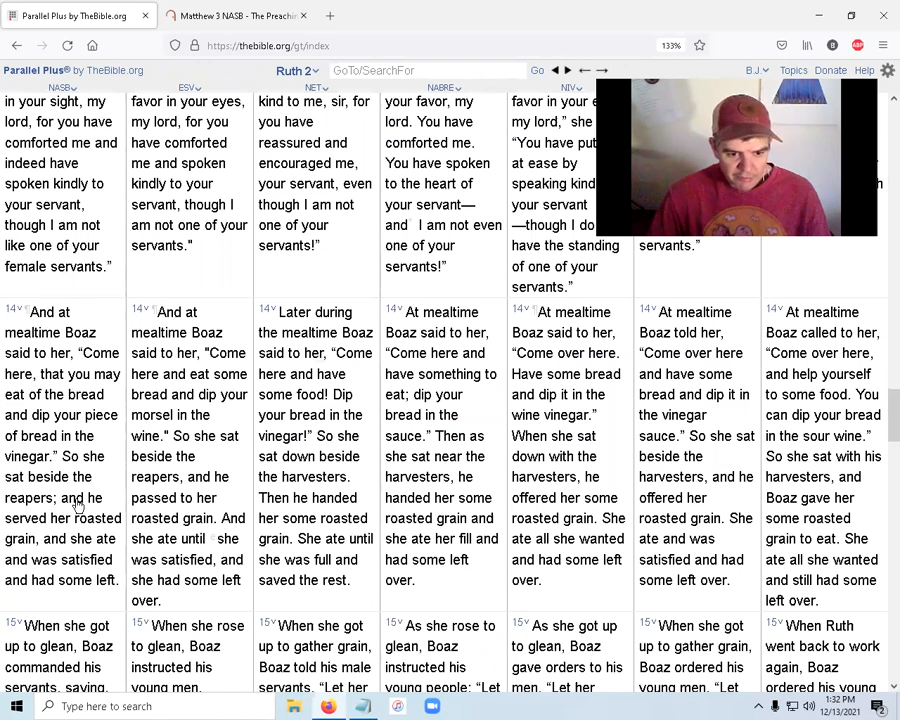 Parallel Plus by TheBible.org
Matthew 3 NASB - The Preachin
https://thebible.org/gt/index
133%
Parallel Plus® by TheBible.org
Ruth 2
GoTo/SearchFor
Go
B.J.
Topics
Donate
Help
NASB
in your sight, my
lord, for you have
comforted me and
indeed have
spoken kindly to
your servant,
though I am not
like one of your
female servants.”
14v ¶And at
mealtime Boaz
said to her, “Come
here, that you may
eat of the bread
and dip your piece
of bread in the
vinegar.” So she
sat beside the
reapers; and he
served her roasted
grain, and she ate
and was satisfied
and had some left.
15v When she got
up to glean, Boaz
commanded his
servants, saying,
ESV
favor in your eyes,
my lord, for you
have comforted
me and spoken
kindly to your
servant, though I
am not one of your
servants."
14v ¶And at
mealtime Boaz
said to her, "Come
here and eat some
bread and dip your
morsel in the
wine." So she sat
beside the
reapers, and he
passed to her
roasted grain. And
she ate until she
was satisfied, and
she had some left
over.
15v When she rose
to glean, Boaz
instructed his
young men,
NET
kind to me, sir, for
you have
reassured and
encouraged me,
your servant, even
though I am not
one of your
servants!”
14v Later during
the mealtime Boaz
said to her, “Come
here and have
some food! Dip
your bread in the
vinegar!” So she
sat down beside
the harvesters.
Then he handed
her some roasted
grain. She ate until
she was full and
saved the rest.
15v When she got
up to gather grain,
Boaz told his male
servants, “Let her
NABRE
your favor, my
lord. You have
comforted me.
You have spoken
to the heart of
your servant—
and I am not even
one of your
servants!”
14v At mealtime
Boaz said to her,
“Come here and
have something to
eat; dip your
bread in the
sauce.” Then as
she sat near the
harvesters, he
handed her some
roasted grain and
she ate her fill and
had some left
over.
15v As she rose to
glean, Boaz
instructed his
young people: “Let
NIV
favor in your
my lord,” she
“You have put
at ease by
speaking
your servant
—though I do
have the standing
of one of your
servants.”
14v ¶At mealtime
Boaz said to her,
“Come over here.
Have some bread
and dip it in the
wine vinegar.”
When she sat
down with the
harvesters, he
offered her some
roasted grain. She
ate all she wanted
and had some left
over.
15v As she got up
to glean, Boaz
gave orders to his
men, “Let her
servants.”
14v At mealtime
Boaz told her,
“Come over here
and have some
bread and dip it in
the vinegar
sauce.” So she sat
beside the
harvesters, and he
offered her
roasted grain. She
ate and was
satisfied and had
some left over.
15v When she got
up to gather grain,
Boaz ordered his
young men, “Let
14v At mealtime
Boaz called to her,
“Come over here,
and help yourself
to some food. You
can dip your bread
in the sour wine.”
So she sat with his
harvesters, and
Boaz gave her
some roasted
grain to eat. She
ate all she wanted
and still had some
left over.
15v When Ruth
went back to work
again, Boaz
ordered his young
Type here to search
1:32 PM
12/13/2021
2